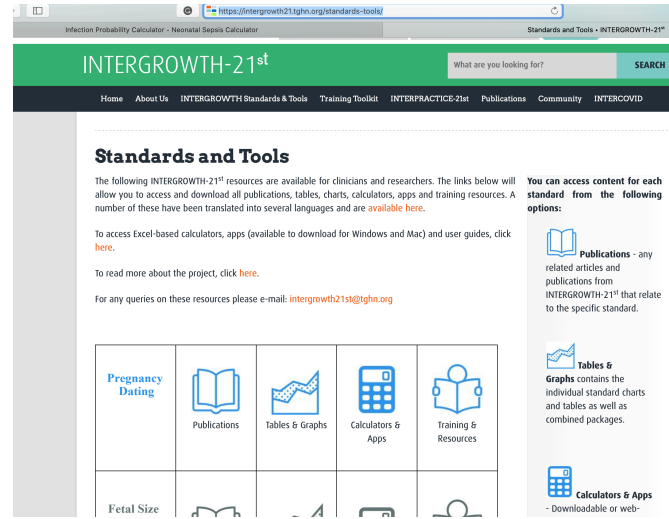 https://intergrowth21.tghn.org/standards-tools/
Infection Probability Calculator - Neonatal Sepsis Calculator
Standards and Tools • INTERGROWTH-21st
INTERGROWTH-21st
What are you looking for?
SEARCH
Home About Us INTERGROWTH Standards & Tools Training Toolkit INTERPRACTICE-21st Publications Community INTERCOVID
Standards and Tools
The following INTERGROWTH-21st resources are available for clinicians and researchers. The links below will
allow you to access and download all publications, tables, charts, calculators, apps and training resources. A
number of these have been translated into several languages and are available here.
To access Excel-based calculators, apps (available to download for Windows and Mac) and user guides, click
here.
To read more about the project, click here.
For any queries on these resources please e-mail: intergrowth21st@tghn.org
Pregnancy
Dating
Publications
Tables & Graphs
Calculators &
Apps
Training &
Resources
Fetal Size
You can access content for each
standard from the following
options:
Publications - any
related articles and
publications from
INTERGROWTH-21st that relate
to the specific standard.
Tables &
Graphs contains the
individual standard charts
and tables as well as
combined packages.
Calculators & Apps
- Downloadable or web-